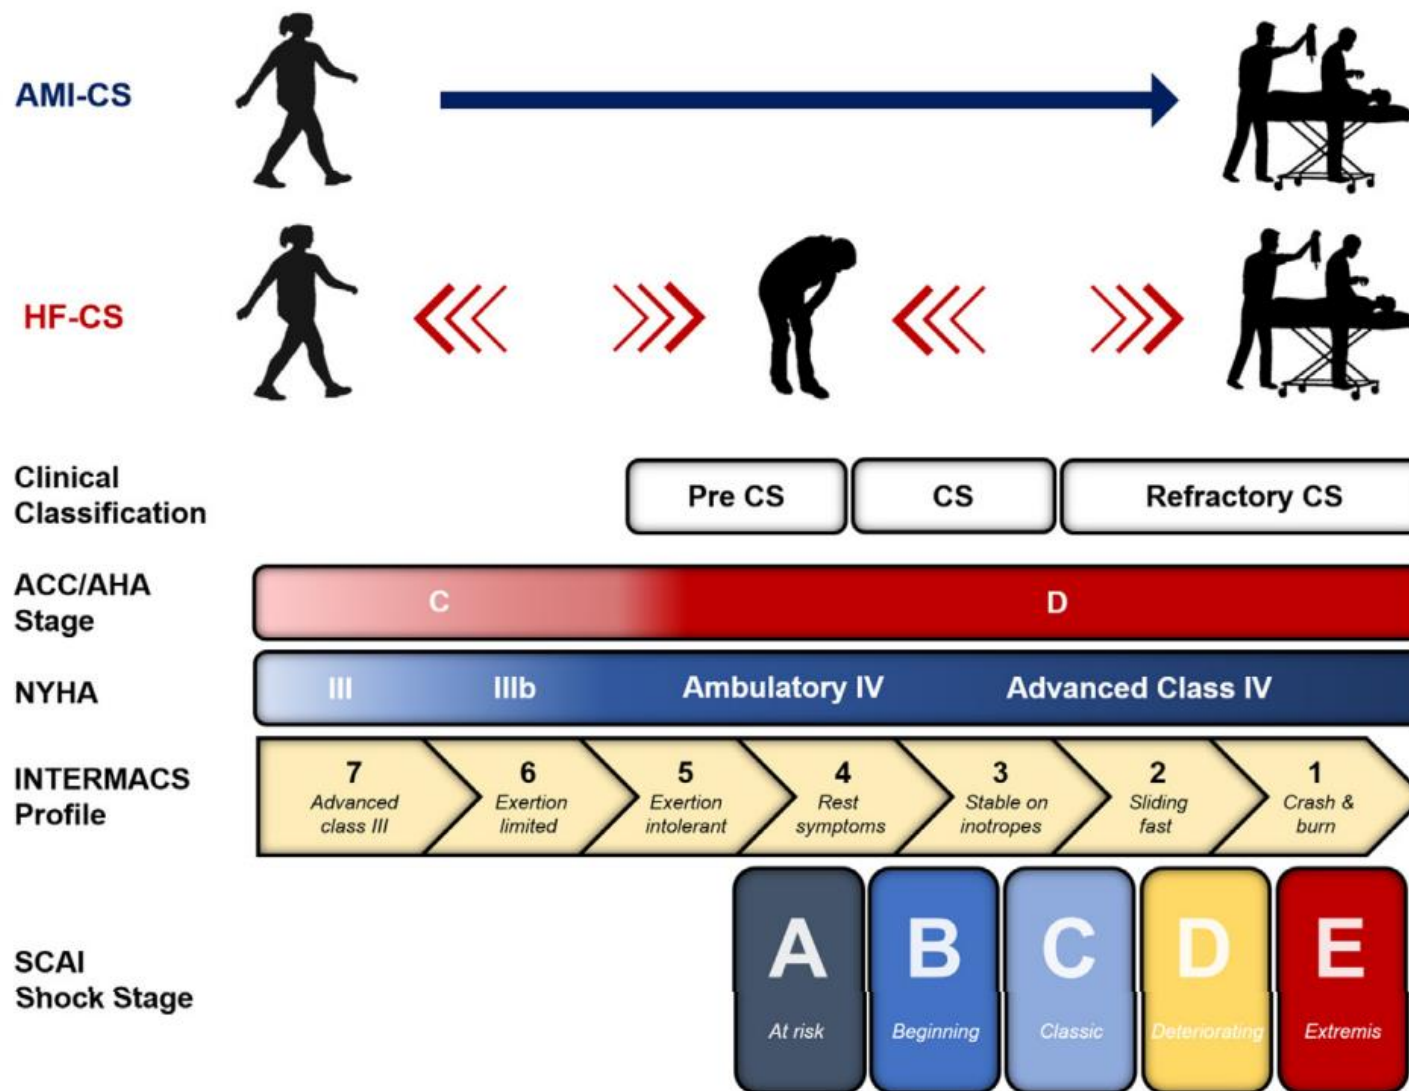 AMI-CS
HF-CS
Clinical
Classification
Pre CS
CS
Refractory CS
ACC/AHA
Stage
C
D
NYHA
III
IIIb
Ambulatory IV
Advanced Class IV
INTERMACS
Profile
7
Advanced
class III
6
Exertion
limited
5
Exertion
intolerant
4
Rest
symptoms
3
Stable on
inotropes
2
Sliding
fast
1
Crash &
burn
SCAI
Shock Stage
A
At risk
B
Beginning
C
Classic
D
Deteriorating
E
Extremis